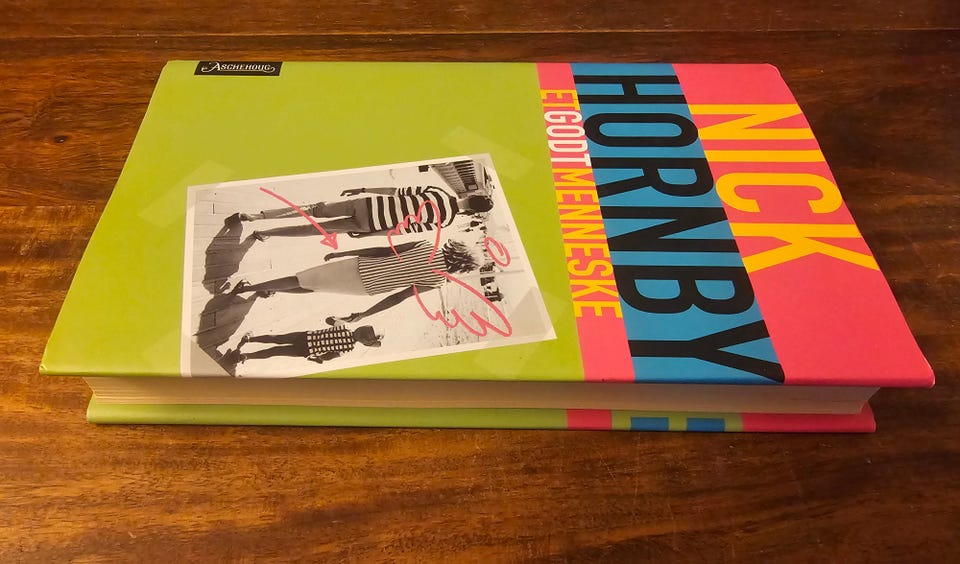 NICK
HORNBY
ET GODT MENNESKE
ASCHEHOUG